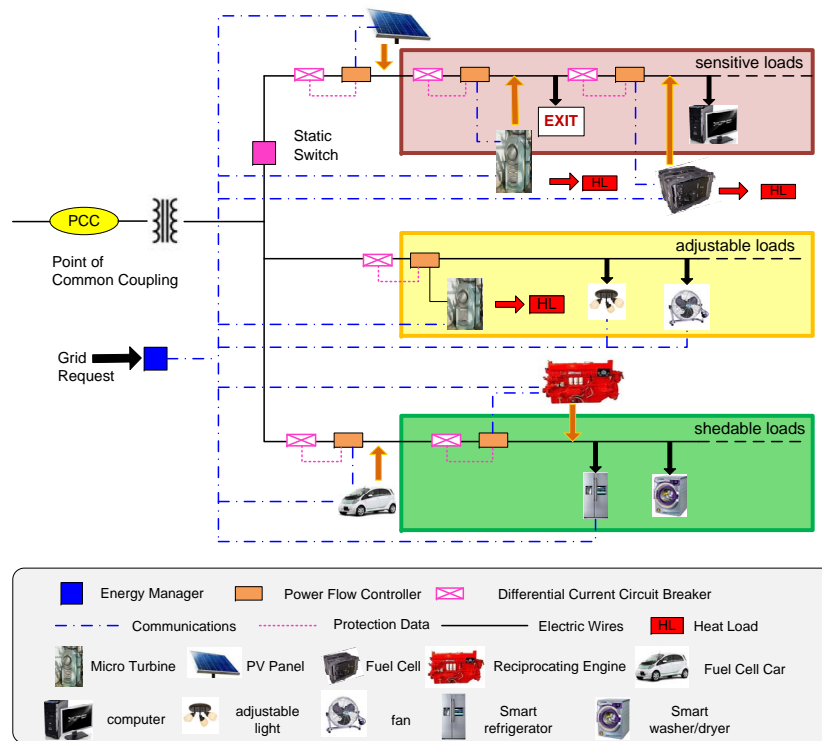 sensitive loads
EXIT
Static
Switch
HL
HL
PCC
adjustable loads
Point of
Common Coupling
HL
Grid
Request
shedable loads
Energy Manager
Power Flow Controller
Differential Current Circuit Breaker
Communications
Protection Data
Electric Wires
HL
Heat Load
Micro Turbine
PV Panel
Fuel Cell
Reciprocating Engine
Fuel Cell Car
computer
adjustable
light
fan
Smart
refrigerator
Smart
washer/dryer